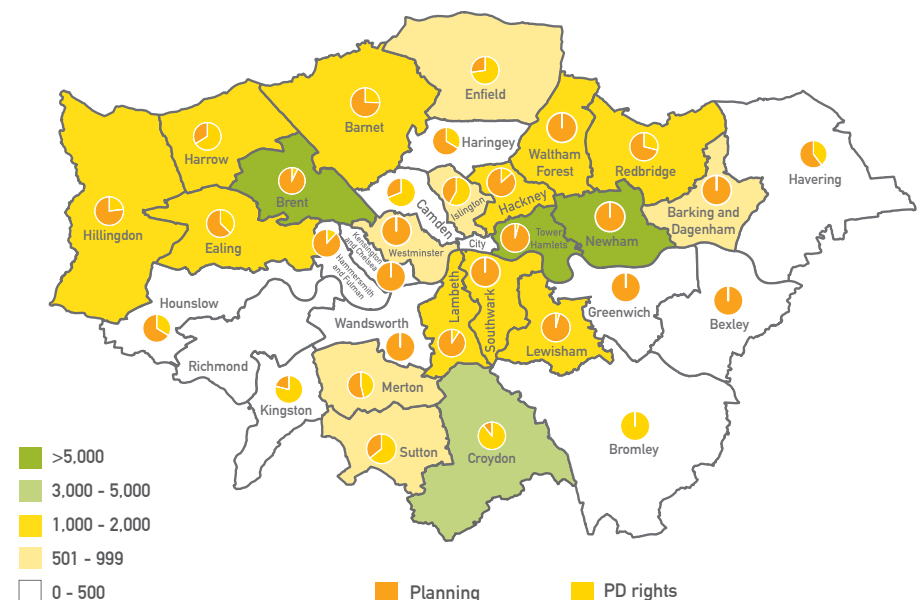 Enfield
Barnet
Haringey
Harrow
Waltham
Forest
Redbridge
Havering
Brent
Camden
Islington
Hackney
Barking and
Dagenham
Hillingdon
Ealing
Westminster
City
Tower
Hamlets
Newham
Kensington
and Chelsea
Hammersmith
and Fulman
Hounslow
Lambeth
Southwark
Greenwich
Bexley
Wandsworth
Lewisham
Richmond
Merton
Kingston
Sutton
Croydon
Bromley
>5,000
3,000 - 5,000
1,000 - 2,000
501 - 999
0 - 500
Planning
PD rights